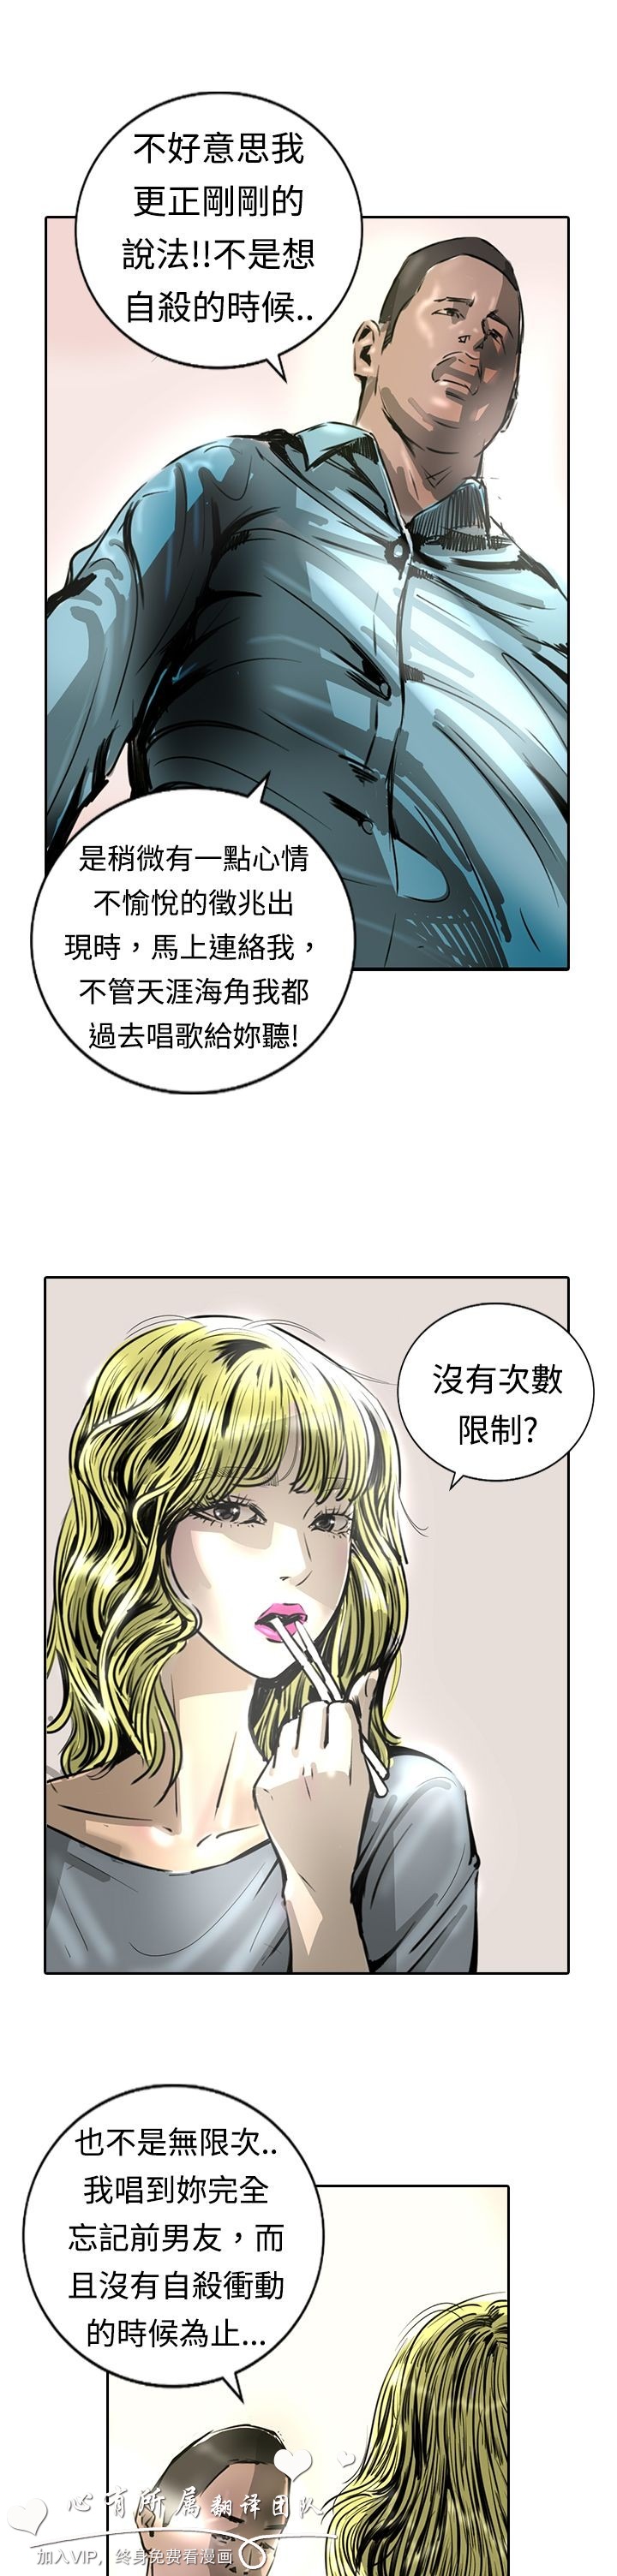 不好意思我
更正剛剛的
說法!!不是想
自殺的時候..
是稍微有一點心情
不愉悅的徵兆出
現時，馬上連絡我，
不管天涯海角我都
過去唱歌給妳聽!
沒有次數
限制?
也不是無限次..
我唱到妳完全
忘記前男友，而
且沒有自殺衝動
的時候為止...
心有所属翻译团队
加入VIP，终身免费看漫画